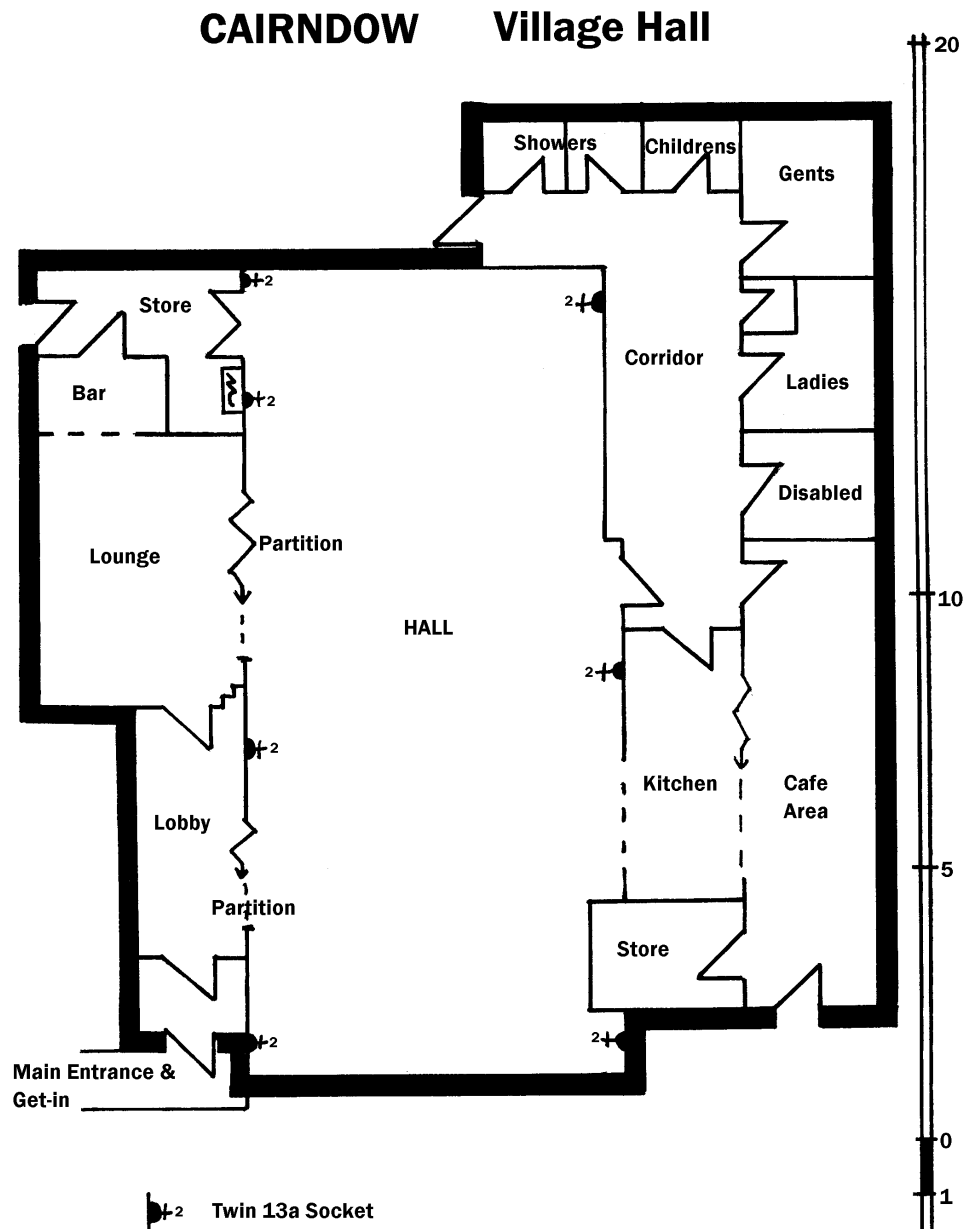 CAIRNDOW Village Hall
20
Showers
Childrens
Gents
2
Store
2
Corridor
Bar
2
Ladies
Disabled
Partition
Lounge
10
HALL
2
2
Kitchen
Cafe
Area
Lobby
5
Partition
Store
2
2
Main Entrance &
Get-in
0
1
2 Twin 13a Socket